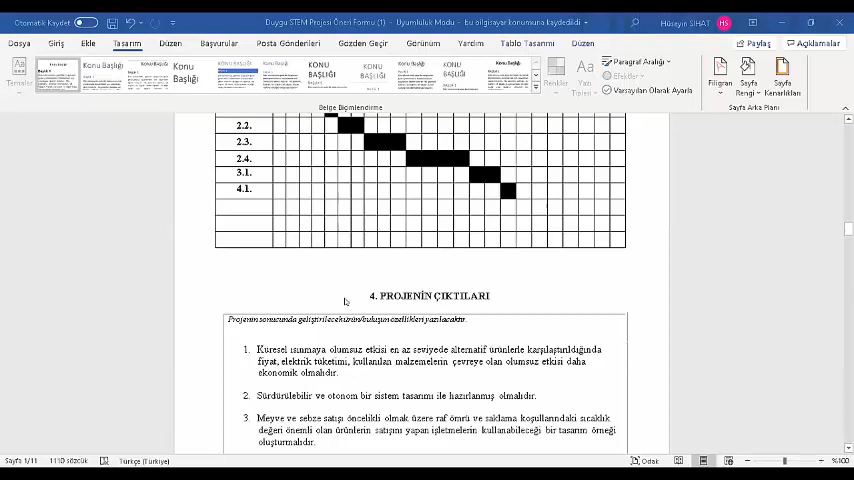 Otomatik Kaydet
Duygu STEM Projesi Öneri Formu (1) - Uyumluluk Modu - bu bilgisayar konumuna kaydedildi
Hüseyin SIHAT
HS
Dosya Giriş Ekle Tasarım Düzen Başvurular Posta Gönderileri Gözden Geçir Görünüm Yardım Tablo Tasarımı Düzen
Paylaş
Açıklamalar
Temalar
Konu Başlığı
Konu
Başlığı
KONU
BAŞLIĞI
Renkler
Yazı
Tipleri
Paragraf Aralığı
Efektler
Varsayılan Olarak Ayarla
Filigran
Sayfa
Rengi
Sayfa
Kenarlıkları
Belge Biçimlendirme
Sayfa Arka Planı
2.2.
2.3.
2.4.
3.1.
4.1.
4. PROJENİN ÇIKTILARI
Projenin sonucunda geliştirilecek ürün/buluşun özellikleri yazılacaktır.
1. Küresel ısınmaya olumsuz etkisi en az seviyede alternatif ürünlerle karşılaştırıldığında
fiyat, elektrik tüketimi, kullanılan malzemelerin çevreye olan olumsuz etkisi daha
ekonomik olmalıdır.
2. Sürdürülebilir ve otonom bir sistem tasarımı ile hazırlanmış olmalıdır.
3. Meyve ve sebze satışı öncelikli olmak üzere raf ömrü ve saklama koşullarındaki sıcaklık
değeri önemli olan ürünlerin satışını yapan işletmelerin kullanabileceği bir tasarım örneği
oluşturmalıdır.
Sayfa 1/11 1110 sözcük Türkçe (Türkiye)
Odak
%100